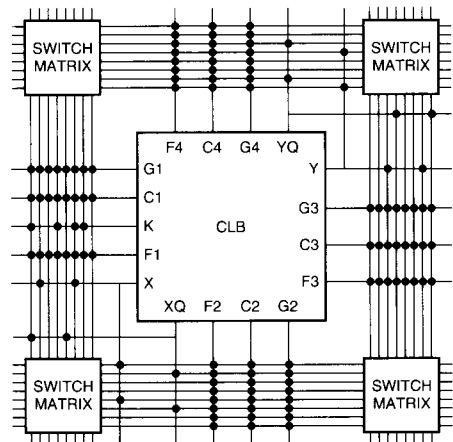 SWITCH
MATRIX
SWITCH
MATRIX
F4 C4 G4 YQ
G1 Y
C1 G3
K CLB
F1 C3
X F3
XQ F2 C2 G2
SWITCH
MATRIX
SWITCH
MATRIX